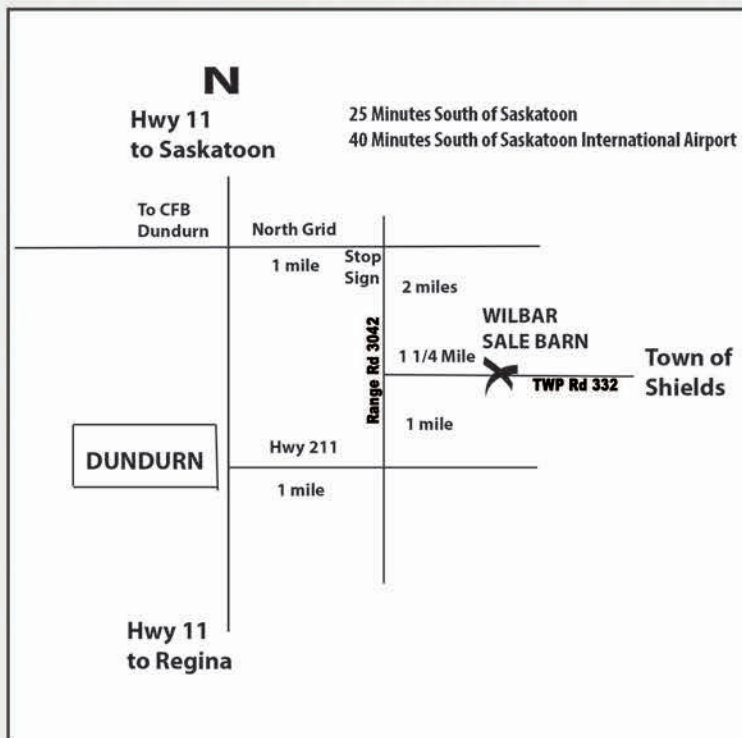 N
Hwy 11
to Saskatoon
25 Minutes South of Saskatoon
40 Minutes South of Saskatoon International Airport
To CFB
Dundurn
North Grid
1 mile
Stop
Sign
2 miles
WILBAR
SALE BARN
Range Rd 3042
1 1/4 Mile
TWP Rd 332
Town of
Shields
1 mile
DUNDURN
Hwy 211
1 mile
Hwy 11
to Regina